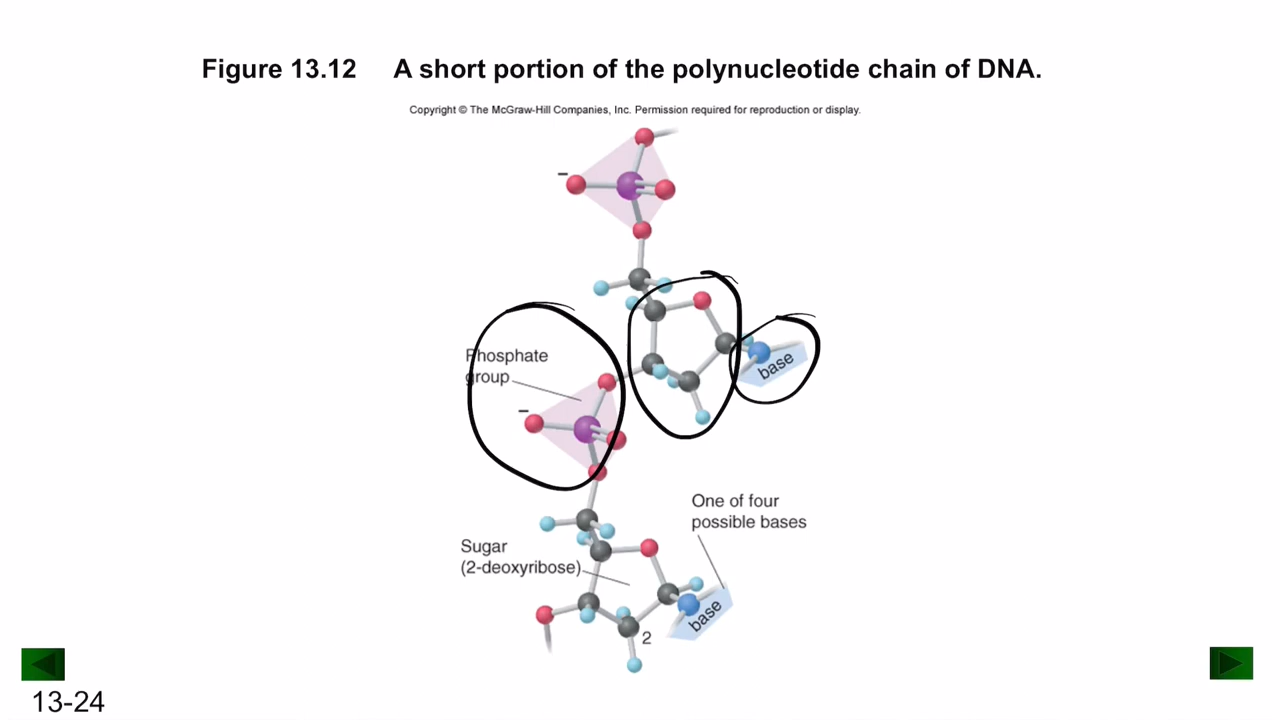 Figure 13.12 A short portion of the polynucleotide chain of DNA.
Copyright © The McGraw-Hill Companies, Inc. Permission required for reproduction or display.
–
Phosphate
group
base
–
One of four
possible bases
Sugar
(2-deoxyribose)
base
2
13-24